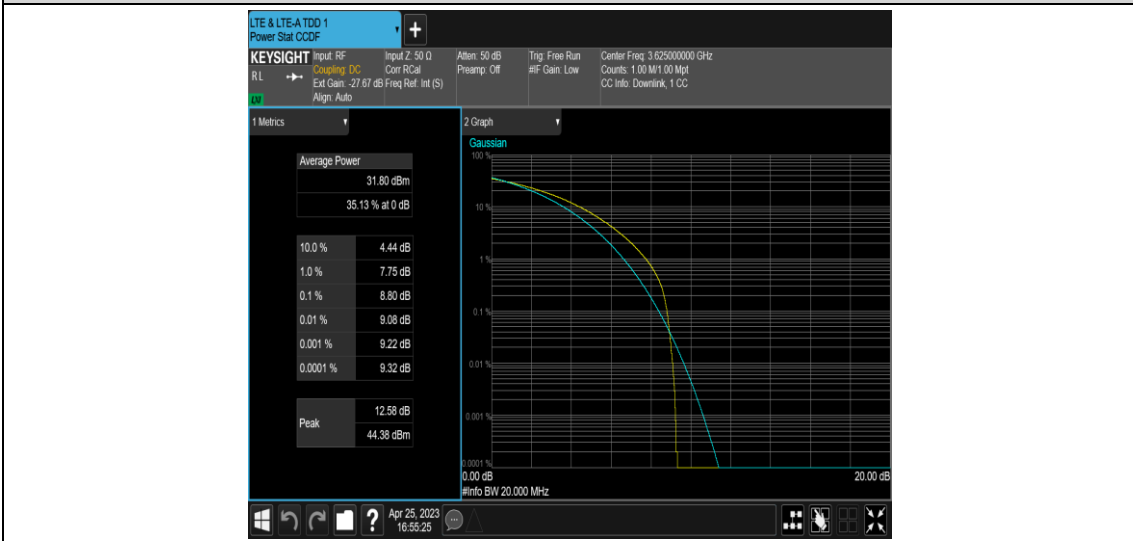 LTE & LTE-A TDD 1
Power Stat CCDF
KEYSIGHT
RL
LXI
Input: RF
Coupling: DC
Ext Gain: -27.67 dB
Align: Auto
Input Z: 50 Ω
Corr RCal
Freq Ref: Int (S)
Atten: 50 dB
Preamp: Off
Trig: Free Run
#IF Gain: Low
Center Freq: 3.625000000 GHz
Counts: 1.00 M/1.00 Mpt
CC Info: Downlink, 1 CC
1 Metrics
Average Power
31.80 dBm
35.13 % at 0 dB
10.0 % 4.44 dB
1.0 % 7.75 dB
0.1 % 8.80 dB
0.01 % 9.08 dB
0.001 % 9.22 dB
0.0001 % 9.32 dB
Peak
12.58 dB
44.38 dBm
2 Graph
Gaussian
100 %
10 %
1 %
0.1 %
0.01 %
0.001 %
0.0001 %
0.00 dB
20.00 dB
#Info BW 20.000 MHz
?
Apr 25, 2023
16:55:25